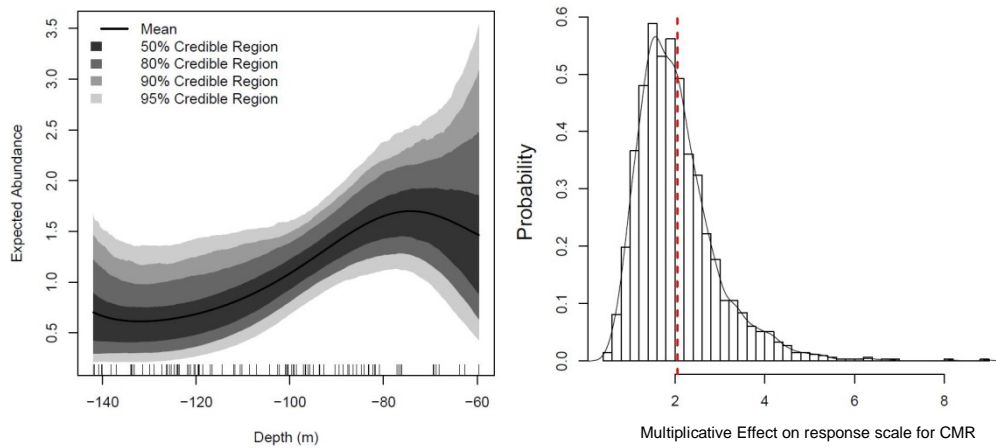 Expected Abundance
3.5
3.0
2.5
2.0
1.5
1.0
0.5
Mean
50% Credible Region
80% Credible Region
90% Credible Region
95% Credible Region
−140
−120
−100
−80
−60
Depth (m)
Probability
0.6
0.5
0.4
0.3
0.2
0.1
0.0
2
4
6
8
Multiplicative Effect on response scale for CMR